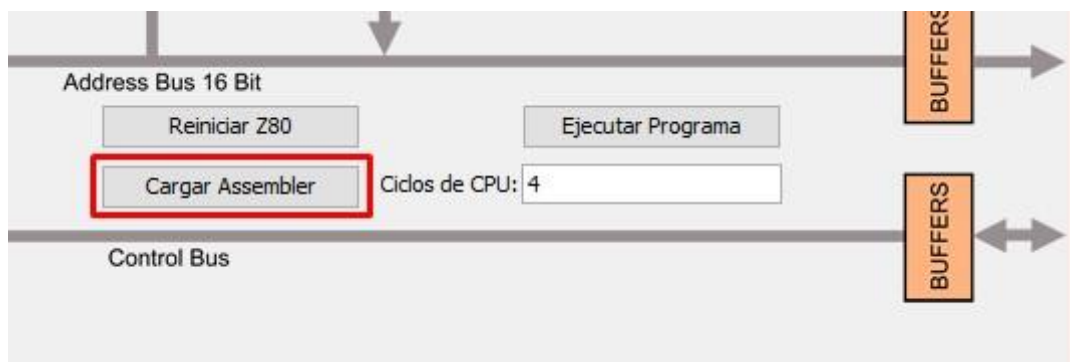 BUFFERS
Address Bus 16 Bit
Reiniciar Z80
Ejecutar Programa
Cargar Assembler
Ciclos de CPU: 4
BUFFERS
Control Bus